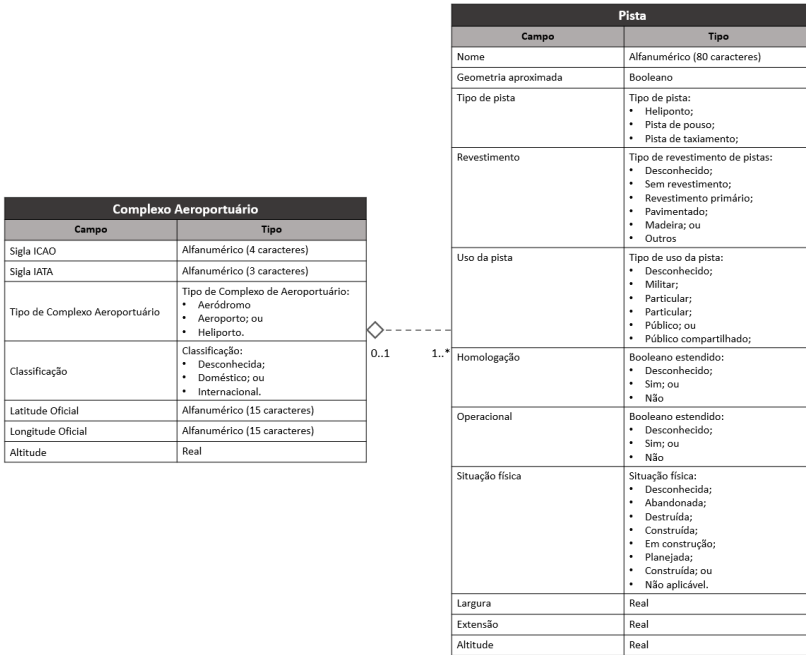 Complexo Aeroportuário
Campo Tipo
Sigla ICAO Alfanumérico (4 caracteres)
Sigla IATA Alfanumérico (3 caracteres)
Tipo de Complexo Aeroportuário
Tipo de Complexo de Aeroportuário:
• Aeródromo
• Aeroporto; ou
• Heliporto.
Classificação
Classificação:
• Desconhecida;
• Doméstico; ou
• Internacional.
Latitude Oficial Alfanumérico (15 caracteres)
Longitude Oficial Alfanumérico (15 caracteres)
Altitude Real
0..1 1..*
Pista
Campo Tipo
Nome Alfanumérico (80 caracteres)
Geometria aproximada Booleano
Tipo de pista Tipo de pista:
• Heliponto;
• Pista de pouso;
• Pista de taxiamento;
Revestimento Tipo de revestimento de pistas:
• Desconhecido;
• Sem revestimento;
• Revestimento primário;
• Pavimentado;
• Madeira; ou
• Outros
Uso da pista Tipo de uso da pista:
• Desconhecido;
• Militar;
• Particular;
• Particular;
• Público; ou
• Público compartilhado;
Homologação Booleano estendido:
• Desconhecido;
• Sim; ou
• Não
Operacional Booleano estendido:
• Desconhecido;
• Sim; ou
• Não
Situação física Situação física:
• Desconhecida;
• Abandonada;
• Destruída;
• Construída;
• Em construção;
• Planejada;
• Construída; ou
• Não aplicável.
Largura Real
Extensão Real
Altitude Real